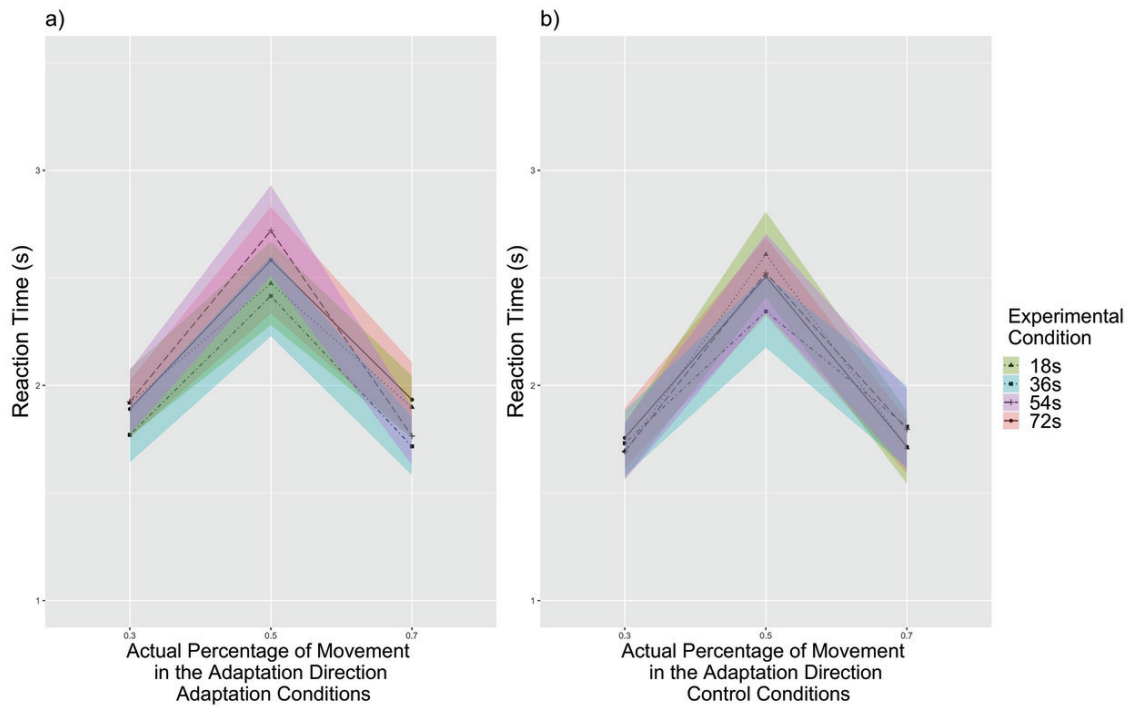 a)
Reaction Time (s)
3
2
1
0.3
0.5
0.7
Actual Percentage of Movement
in the Adaptation Direction
Adaptation Conditions
b)
Reaction Time (s)
3
2
1
0.3
0.5
0.7
Actual Percentage of Movement
in the Adaptation Direction
Control Conditions
Experimental
Condition
18s
36s
54s
72s